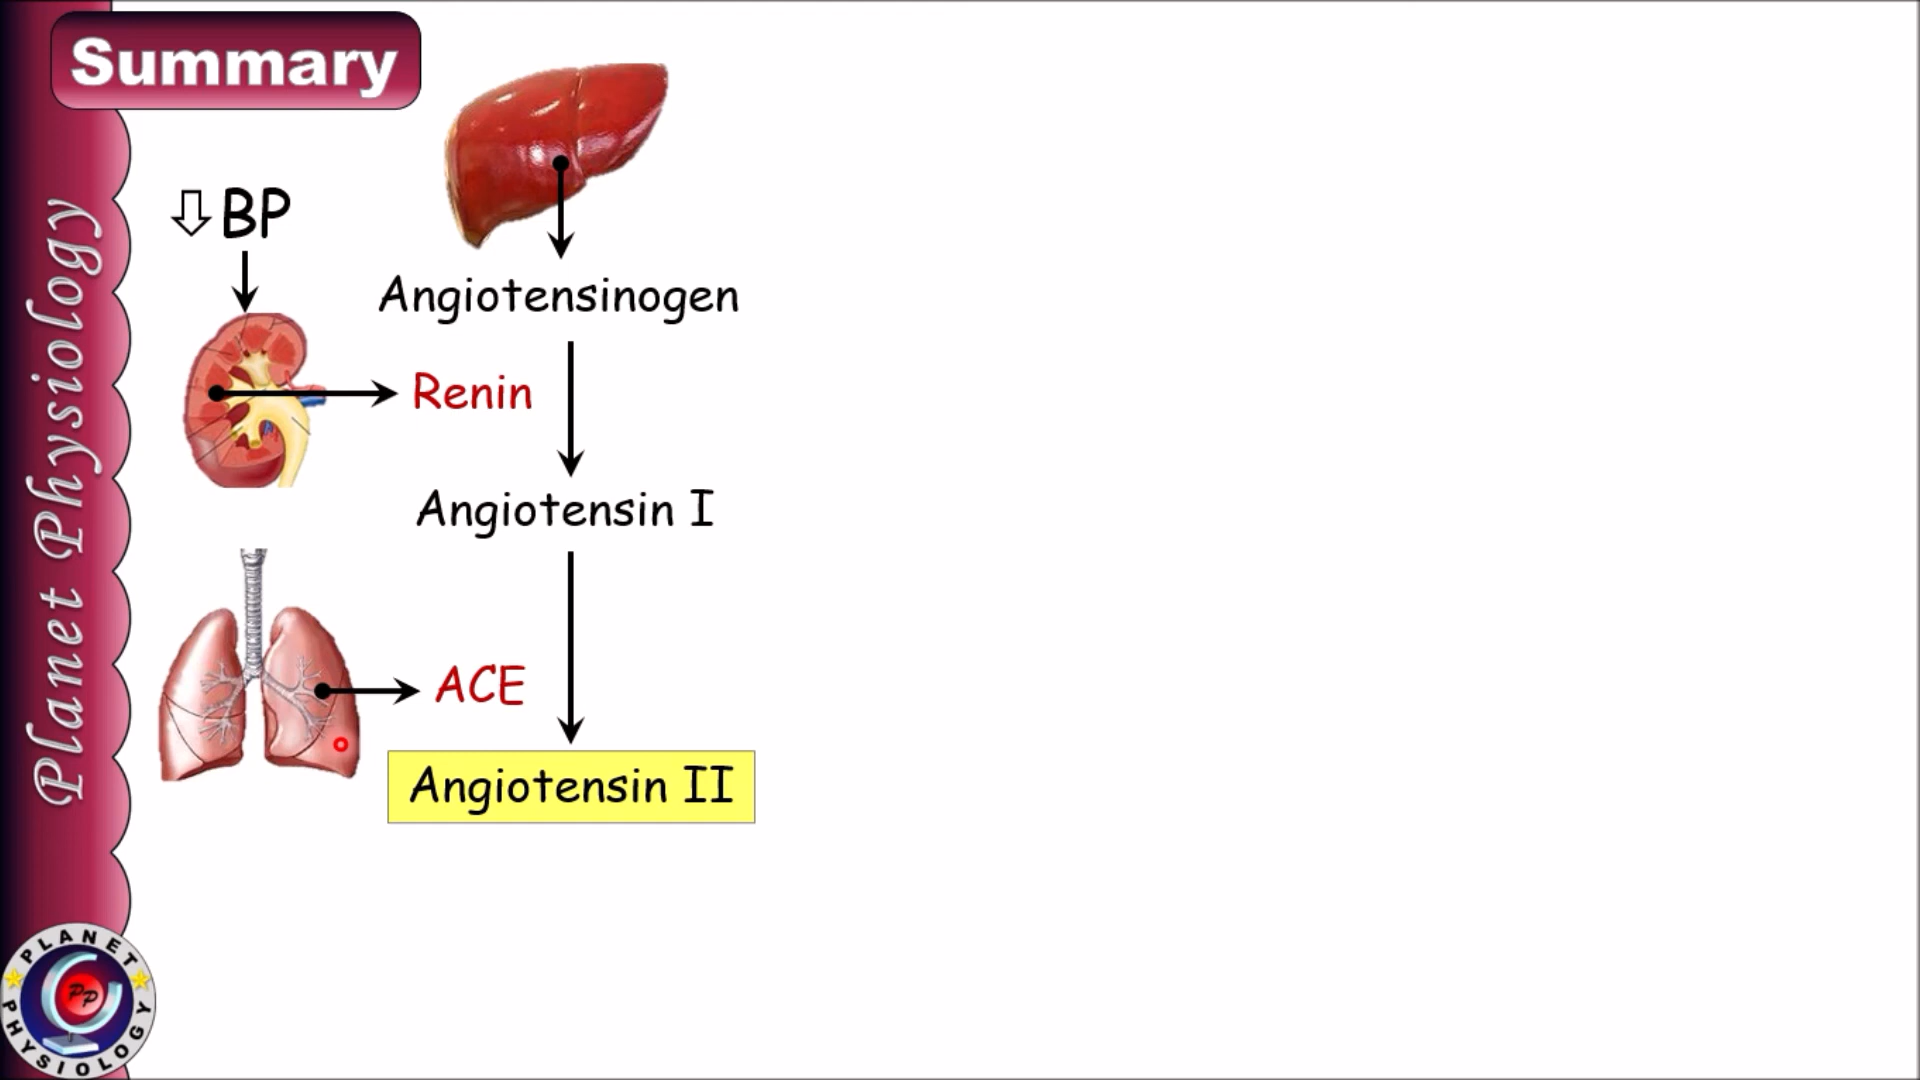 Summary
Planet Physiology
BP
Angiotensinogen
Renin
Angiotensin I
ACE
Angiotensin II
PLANET
PP
PHYSIOLOGY